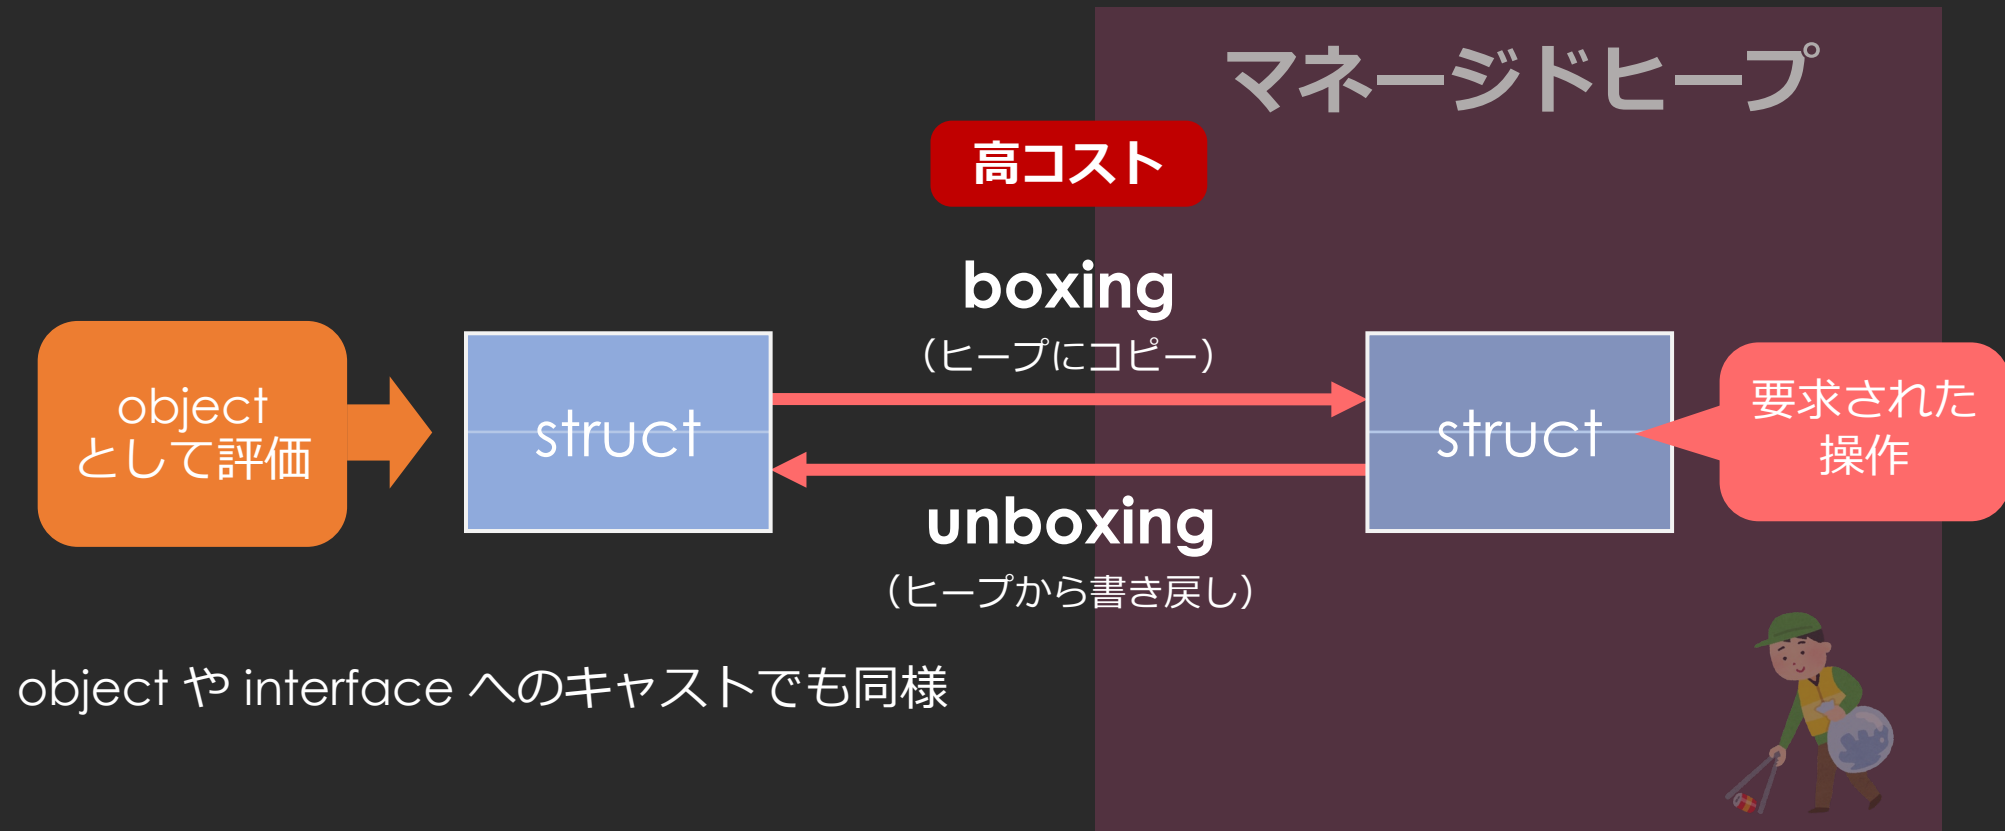 マネージドヒープ
高コスト
boxing
（ヒープにコピー）
object
として評価
struct
struct
要求された
操作
unboxing
（ヒープから書き戻し）
object や interface へのキャストでも同様